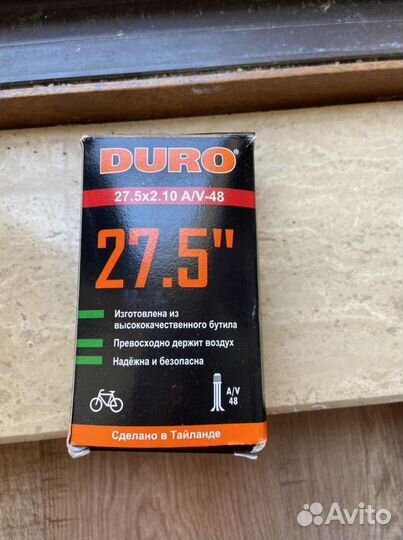 DURO®
27.5x2.10 A/V-48
27.5"
Изготовлена из
высококачественного бутила
Превосходно держит воздух
Надёжна и безопасна
A/V
48
Сделано в Тайланде
Avito